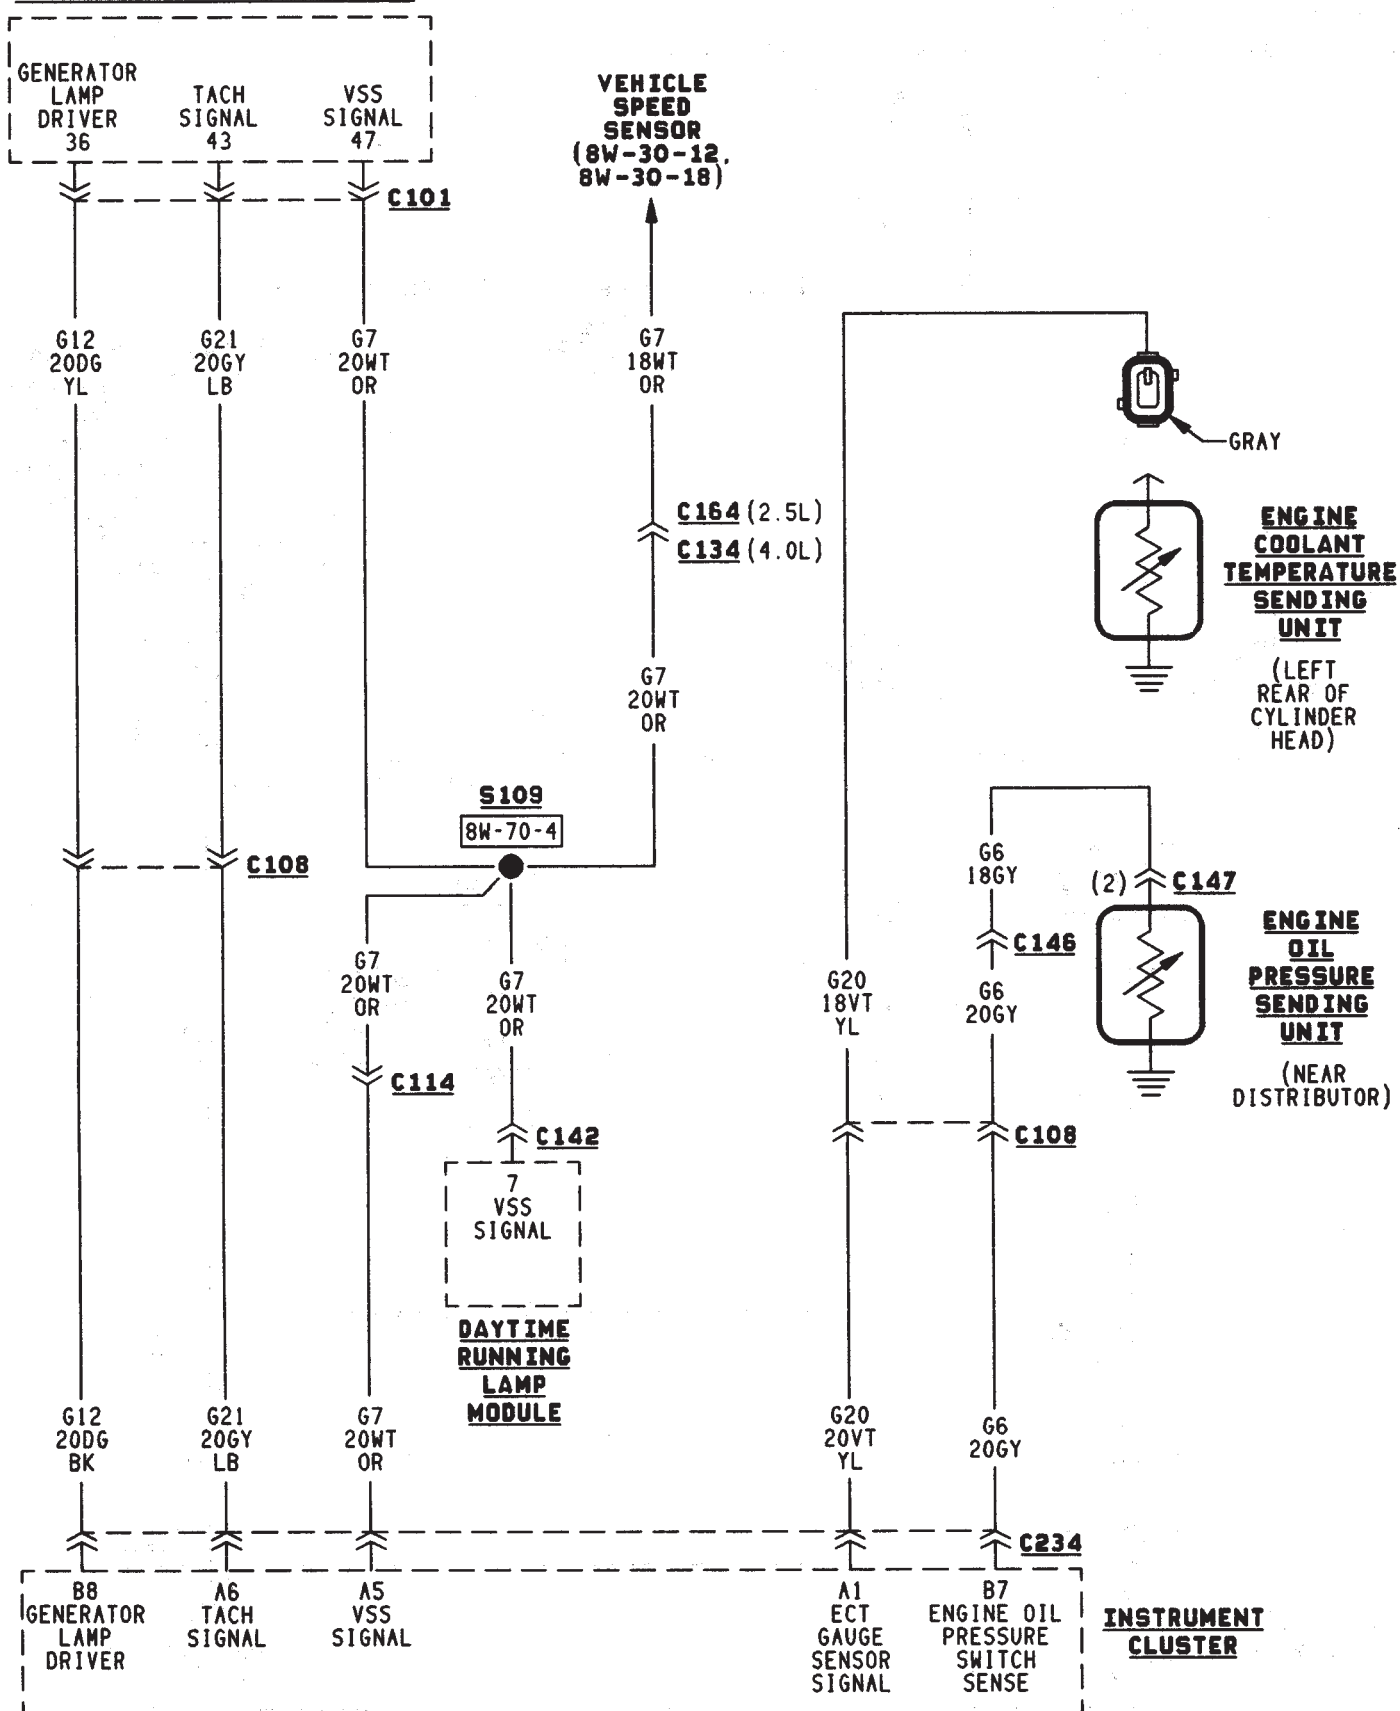 GENERATOR
LAMP
DRIVER
36
TACH
SIGNAL
43
VSS
SIGNAL
47
C101
VEHICLE
SPEED
SENSOR
(8W-30-12,
8W-30-18)
G12
20DG
YL
G21
20GY
LB
G7
20WT
OR
G7
18WT
OR
GRAY
C164 (2.5L)
C134 (4.0L)
ENGINE
COOLANT
TEMPERATURE
SENDING
UNIT
(LEFT
REAR OF
CYLINDER
HEAD)
G7
20WT
OR
S109
8W-70-4
C108
G6
18GY
(2)
C147
C146
ENGINE
OIL
PRESSURE
SENDING
UNIT
(NEAR
DISTRIBUTOR)
G7
20WT
OR
G7
20WT
OR
G20
18VT
YL
G6
20GY
C114
C142
C108
7
VSS
SIGNAL
DAYTIME
RUNNING
LAMP
MODULE
G12
20DG
BK
G21
20GY
LB
G7
20WT
OR
G20
20VT
YL
G6
20GY
C234
B8
GENERATOR
LAMP
DRIVER
A6
TACH
SIGNAL
A5
VSS
SIGNAL
A1
ECT
GAUGE
SENSOR
SIGNAL
B7
ENGINE OIL
PRESSURE
SWITCH
SENSE
INSTRUMENT
CLUSTER